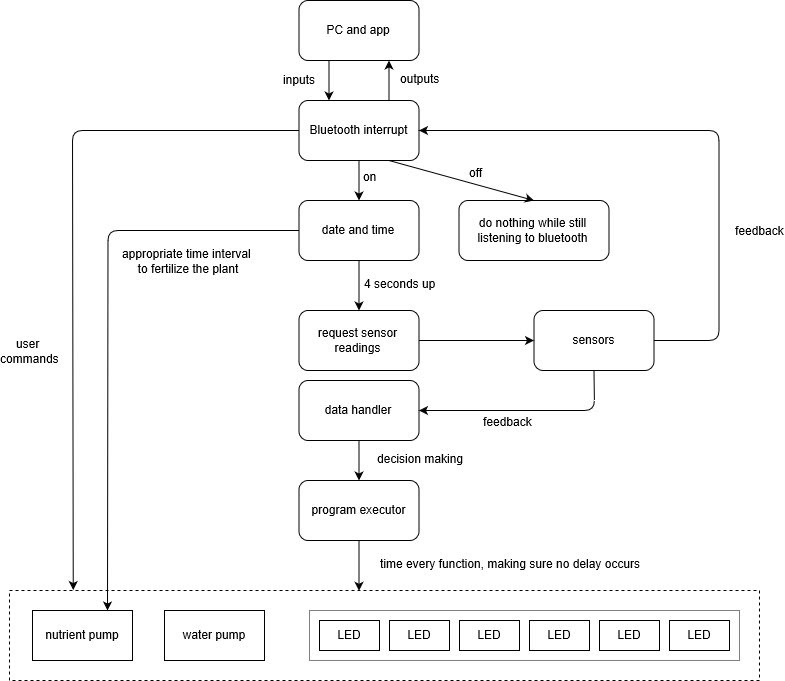 PC and app
inputs
outputs
Bluetooth interrupt
on
off
date and time
do nothing while still
listening to bluetooth
feedback
appropriate time interval
to fertilize the plant
4 seconds up
user
commands
request sensor
readings
sensors
data handler
feedback
decision making
program executor
time every function, making sure no delay occurs
nutrient pump
water pump
LED
LED
LED
LED
LED
LED